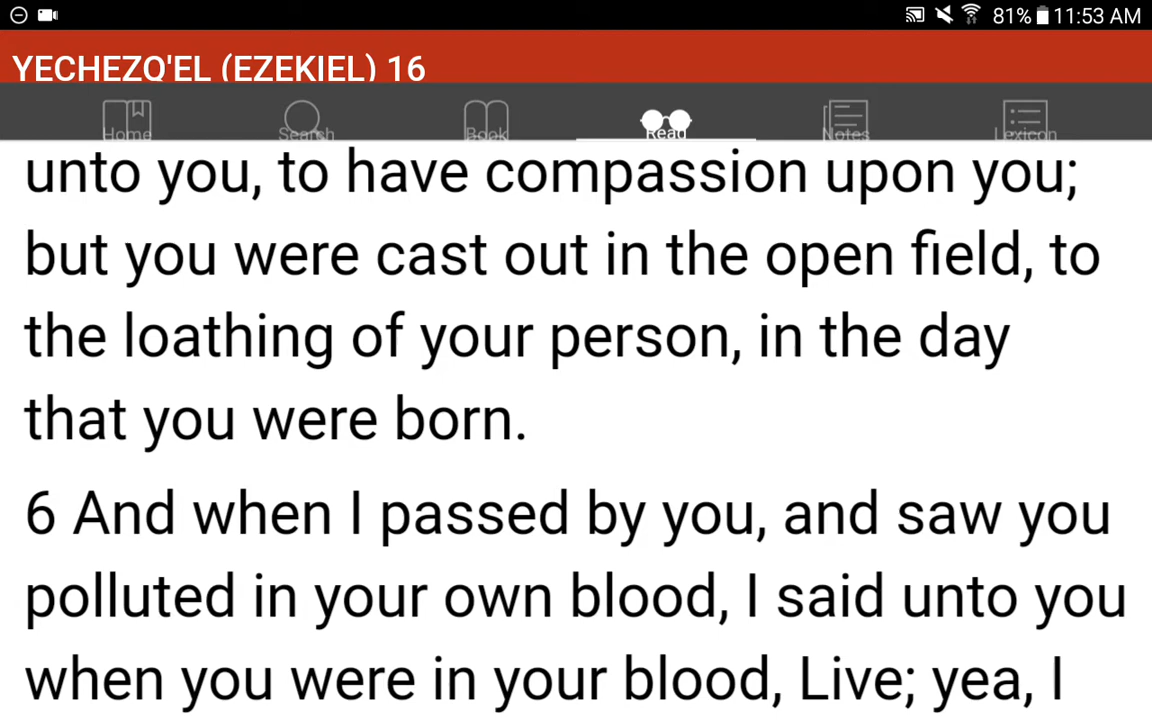 81% 11:53 AM
YECHEZQ'EL (EZEKIEL) 16
Home Search Book Read Notes Lexicon
unto you, to have compassion upon you;
but you were cast out in the open field, to
the loathing of your person, in the day
that you were born.
6 And when I passed by you, and saw you
polluted in your own blood, I said unto you
when you were in your blood, Live; yea, I